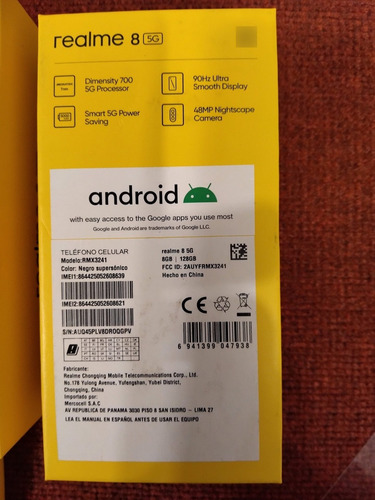 realme 8 5G
Dimensity 700
5G Processor
90Hz Ultra
Smooth Display
Smart 5G Power
Saving
48MP Nightscape
Camera
android
with easy access to the Google apps you use most
Google and Android are trademarks of Google LLC.
TELÉFONO CELULAR
Modelo:RMX3241
Color: Negro supersónico
IMEI1:864425052608639
IMEI2:864425052608621
S/N:AUG45PLV8DROQGPV
realme 8 5G
8GB | 128GB
FCC ID: 2AUYFRMX3241
Hecho en China
CE
6 941399 047938
Fabricante:
Realme Chongqing Mobile Telecommunications Corp., Ltd.
No.178 Yulong Avenue, Yufengshan, Yubei District,
Chongqing, China
Importado por:
Mercocell S.A.C
AV REPUBLICA DE PANAMA 3030 PISO 8 SAN ISIDRO - LIMA 27
LEA EL MANUAL EN ESPAÑOL ANTES DE USAR EL EQUIPO